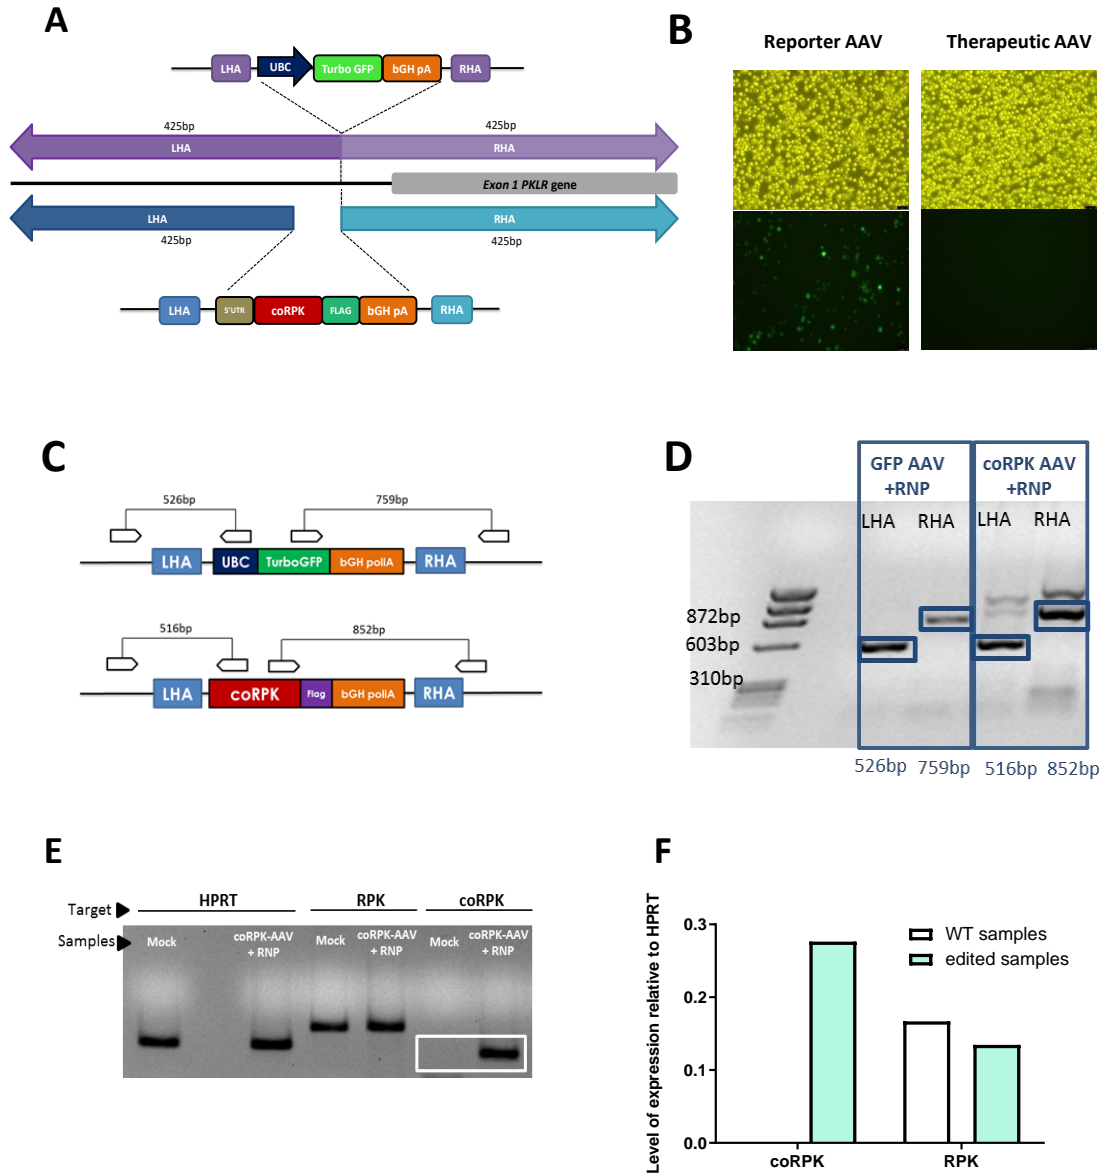 A
LHA UBC Turbo GFP bGH pA RHA
425bp 425bp
LHA RHA
Exon 1 PKLR gene
LHA RHA
425bp 425bp
LHA 5'UTR coRPK FLAG bGH pA RHA
B
Reporter AAV Therapeutic AAV
C
526bp 759bp
LHA UBC TurboGFP bGH poliA RHA
516bp 852bp
LHA coRPK Flag bGH poliA RHA
D
GFP AAV coRPK AAV
+RNP +RNP
LHA RHA LHA RHA
872bp
603bp
310bp
526bp 759bp 516bp 852bp
E
Target HPRT RPK coRPK
Samples Mock coRPK-AAV + RNP Mock coRPK-AAV + RNP Mock coRPK-AAV + RNP
F
Level of expression relative to HPRT
0.3
0.2
0.1
0.0
WT samples
edited samples
coRPK RPK